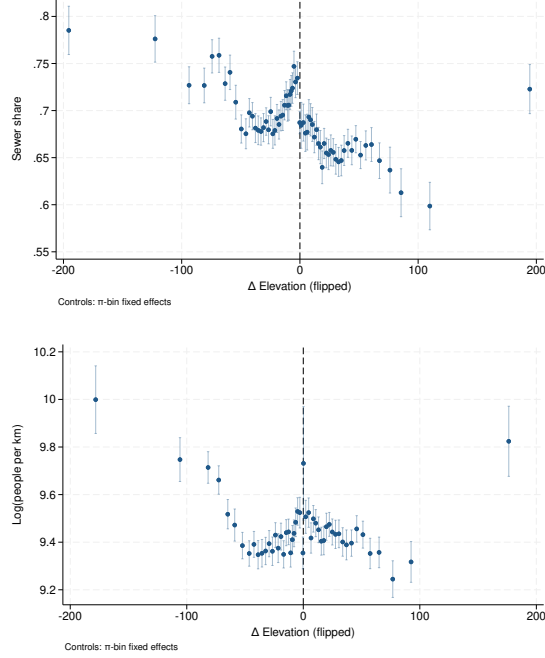 .8
.75
.7
.65
.6
.55
Sewer share
-200 -100 0 100 200
Δ Elevation (flipped)
Controls: π-bin fixed effects
10.2
10
9.8
9.6
9.4
9.2
Log(people per km)
-200 -100 0 100 200
Δ Elevation (flipped)
Controls: π-bin fixed effects